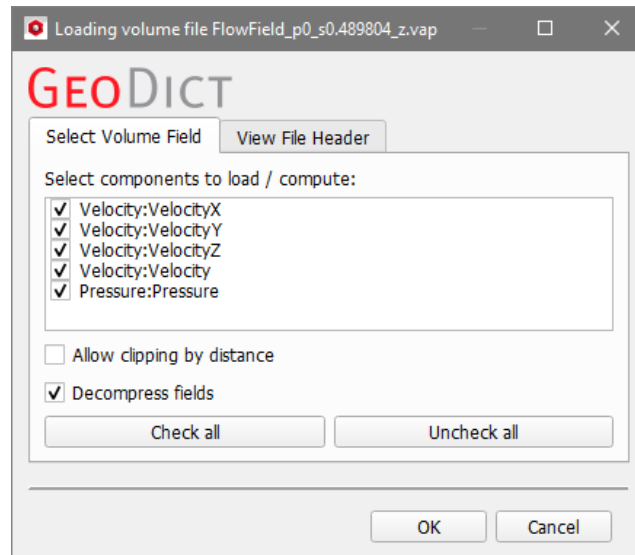 Loading volume file FlowField_p0_s0.489804_z.vap
GEODICT
Select Volume Field
View File Header
Select components to load / compute:
Velocity:VelocityX
Velocity:VelocityY
Velocity:VelocityZ
Velocity:Velocity
Pressure:Pressure
Allow clipping by distance
Decompress fields
Check all
Uncheck all
OK
Cancel